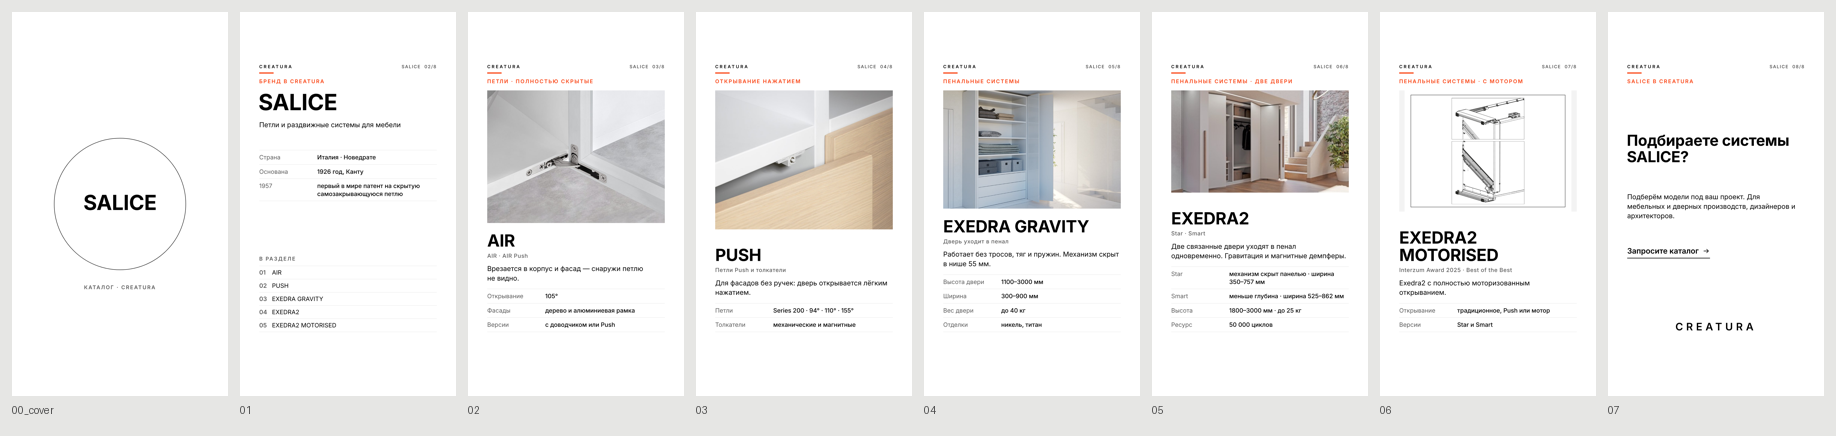 SALICE
КАТАЛОГ · CREATURA
00_cover
CREATURA
SALICE 02/8
БРЕНД В CREATURA
SALICE
Петли и раздвижные системы для мебели
Страна Италия · Новедрате
Основана 1926 год, Канту
1957 первый в мире патент на скрытую
самозакрывающуюся петлю
В РАЗДЕЛЕ
01 AIR
02 PUSH
03 EXEDRA GRAVITY
04 EXEDRA2
05 EXEDRA2 MOTORISED
01
CREATURA
SALICE 03/8
ПЕТЛИ · ПОЛНОСТЬЮ СКРЫТЫЕ
AIR
AIR · AIR Push
Врезается в корпус и фасад — снаружи петлю
не видно.
Открывание 105°
Фасады дерево и алюминиевая рамка
Версии с доводчиком или Push
02
CREATURA
SALICE 04/8
ОТКРЫВАНИЕ НАЖАТИЕМ
PUSH
Петли Push и толкатели
Для фасадов без ручек: дверь открывается лёгким
нажатием.
Петли Series 200 · 94° · 110° · 155°
Толкатели механические и магнитные
03
CREATURA
SALICE 05/8
ПЕНАЛЬНЫЕ СИСТЕМЫ
EXEDRA GRAVITY
Дверь уходит в пенал
Работает без тросов, тяг и пружин. Механизм скрыт
в нише 55 мм.
Высота двери 1100–3000 мм
Ширина 300–900 мм
Вес двери до 40 кг
Отделки никель, титан
04
CREATURA
SALICE 06/8
ПЕНАЛЬНЫЕ СИСТЕМЫ · ДВЕ ДВЕРИ
EXEDRA2
Star · Smart
Две связанные двери уходят в пенал
одновременно. Гравитация и магнитные демпферы.
Star механизм скрыт панелью · ширина
350–757 мм
Smart меньше глубина · ширина 525–862 мм
Высота 1800–3000 мм · до 25 кг
Ресурс 50 000 циклов
05
CREATURA
SALICE 07/8
ПЕНАЛЬНЫЕ СИСТЕМЫ · С МОТОРОМ
EXEDRA2
MOTORISED
Interzum Award 2025 · Best of the Best
Exedra2 с полностью моторизованным
открыванием.
Открывание традиционное, Push или мотор
Версии Star и Smart
06
CREATURA
SALICE 08/8
SALICE В CREATURA
Подбираете системы
SALICE?
Подберём модели под ваш проект. Для
мебельных и дверных производств, дизайнеров и
архитекторов.
Запросите каталог →
CREATURA
07